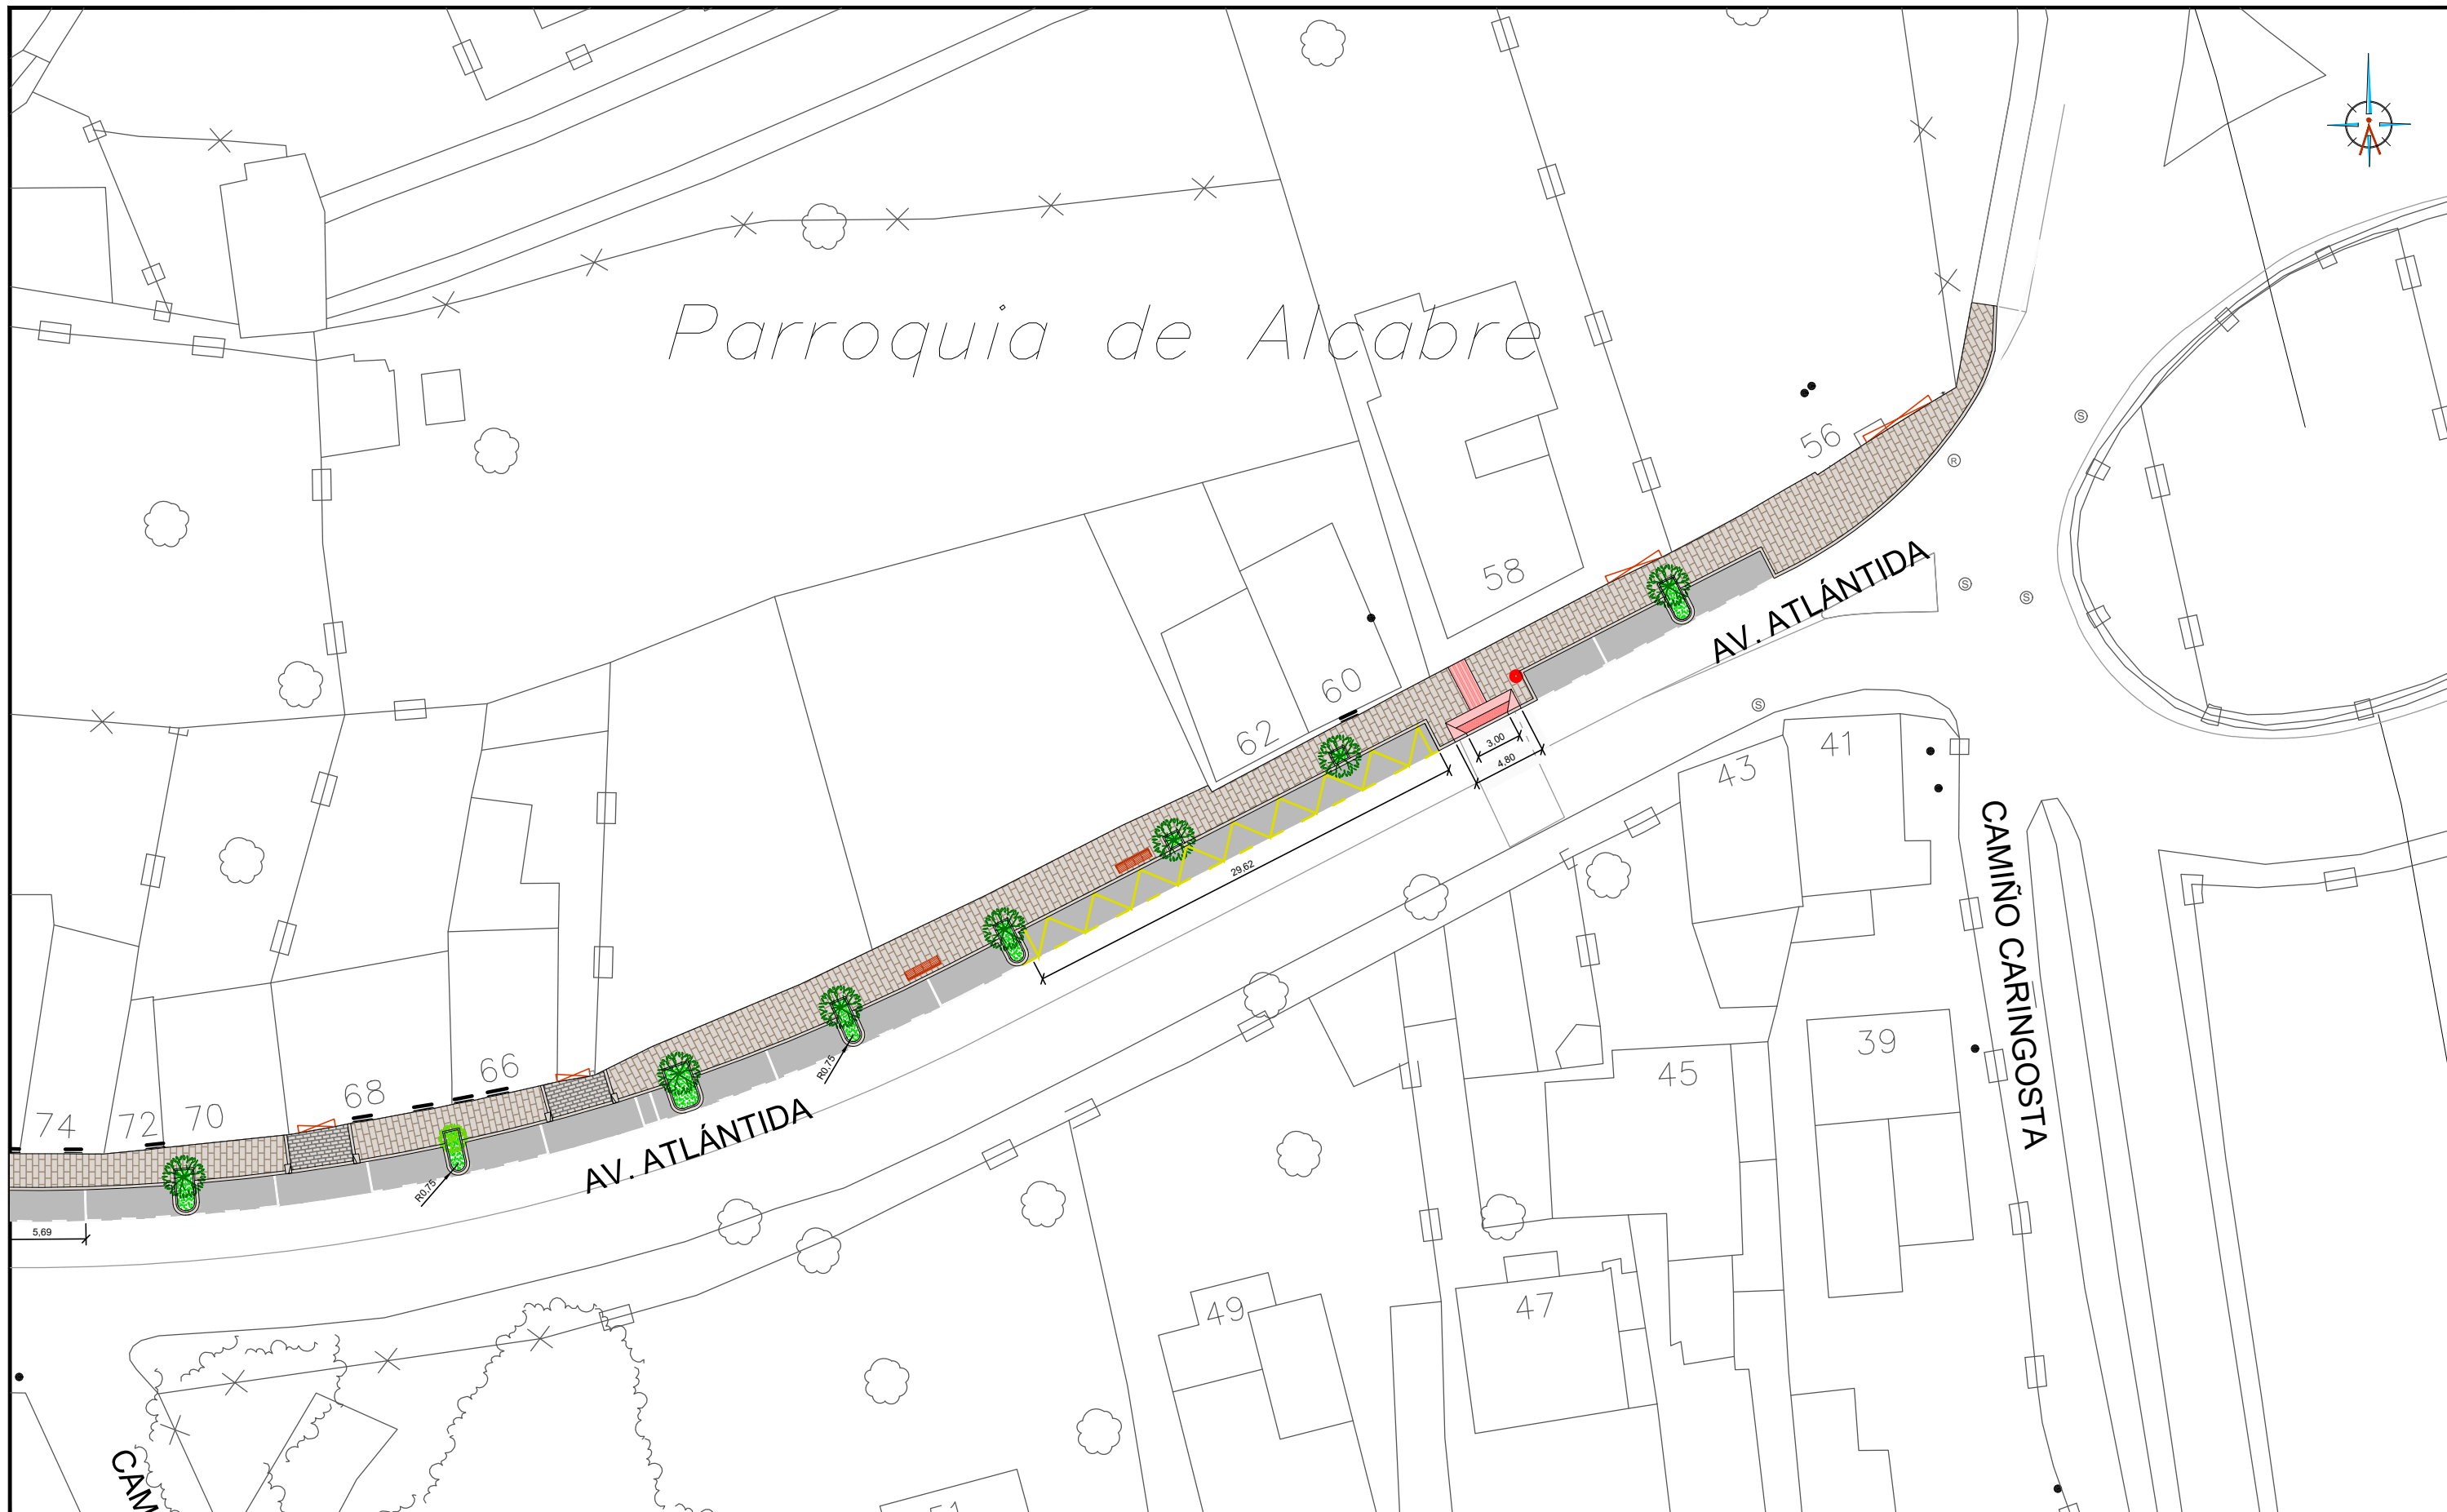 Parroquia de Alcabre
56
58
AV. ATLÁNTIDA
60
62
3,00
4,80
41
43
29,62
CAMIÑO CARINGOSTA
39
45
66
68
R0,75
74
72
70
AV. ATLÁNTIDA
R0,75
5,69
49
47
S
R
S
S
S